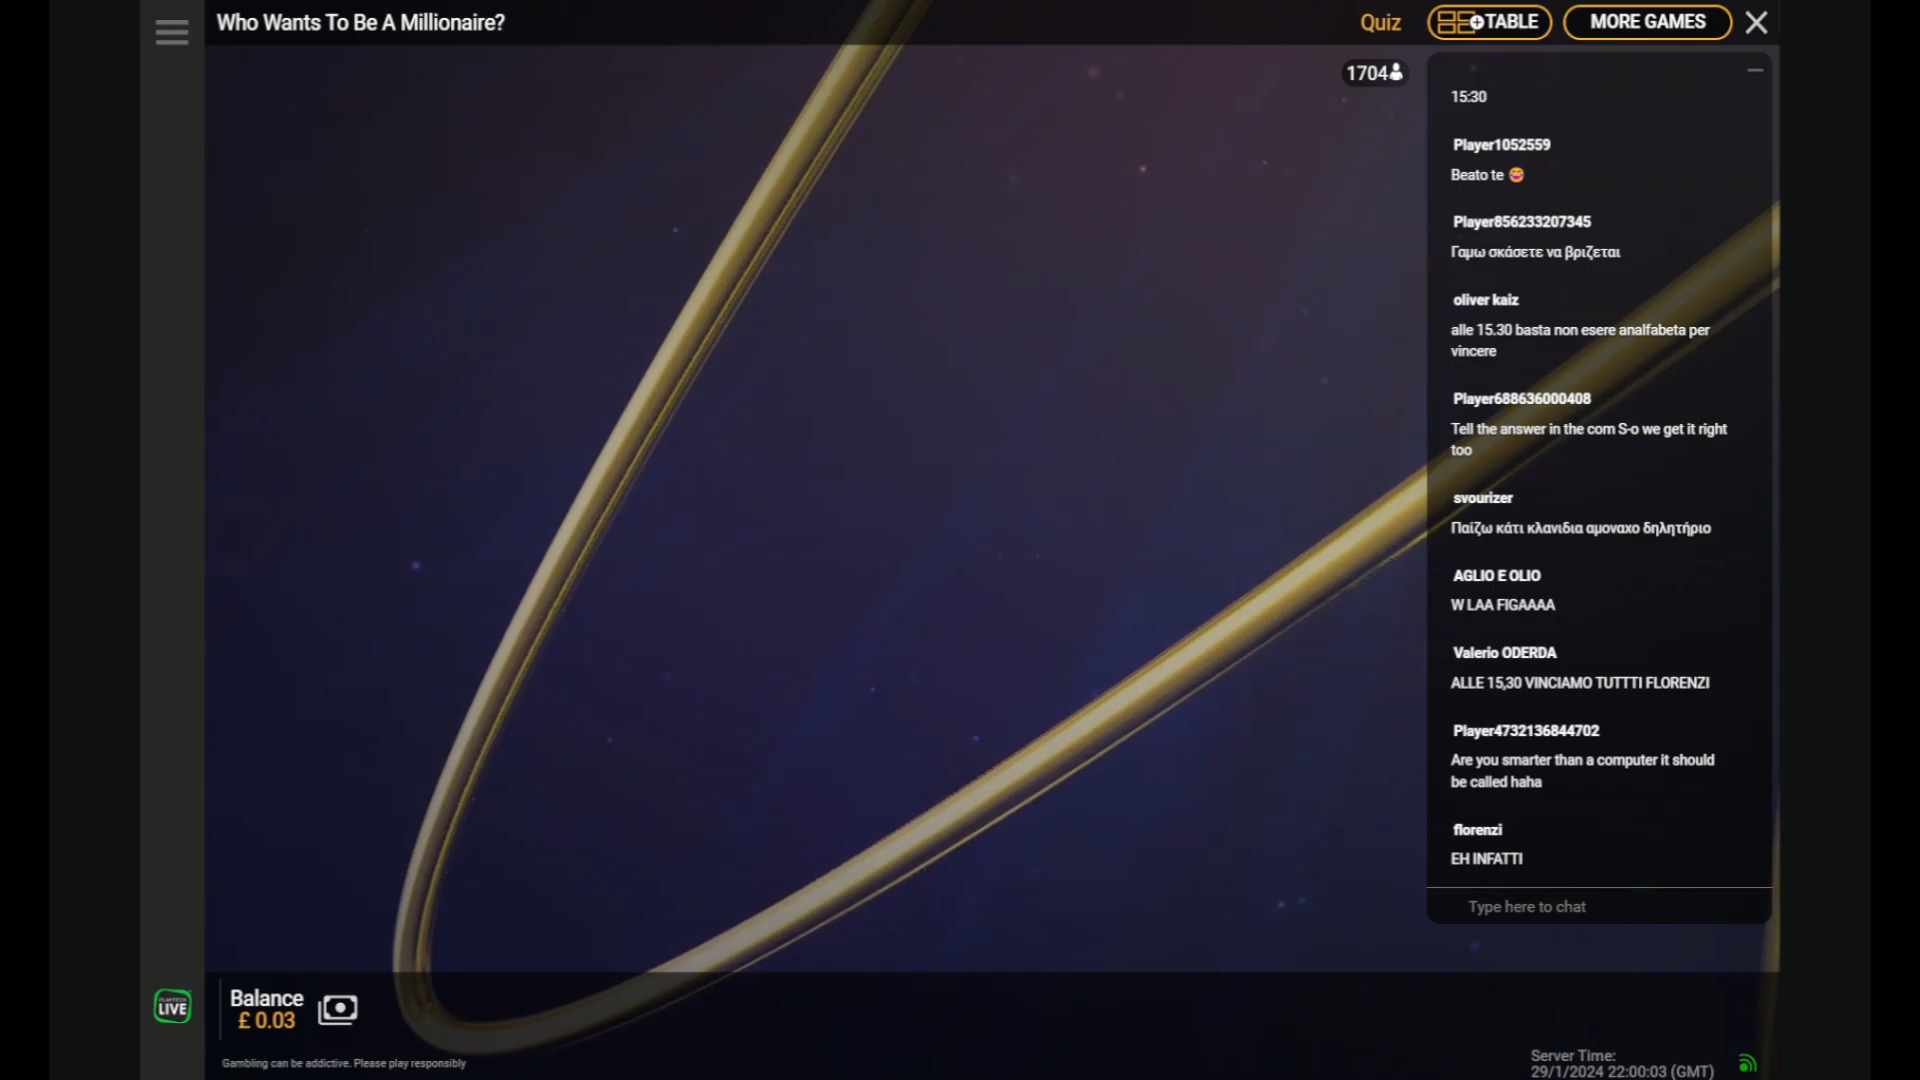 Who Wants To Be A Millionaire?
Quiz
TABLE
MORE GAMES
1704
15:30
Player1052559
Beato te
Player856233207345
Γαμω σκάσετε να βριζεται
oliver kaiz
alle 15.30 basta non esere analfabeta per
vincere
Player688636000408
Tell the answer in the com S-o we get it right
too
svourizer
Παίζω κάτι κλανιδια αμοναχο δηλητήριο
AGLIO E OLIO
W LAA FIGAAAA
Valerio ODERDA
ALLE 15,30 VINCIAMO TUTTTI FLORENZI
Player4732136844702
Are you smarter than a computer it should
be called haha
florenzi
EH INFATTI
Type here to chat
PLAYTECH
LIVE
Balance
£ 0.03
Gambling can be addictive. Please play responsibly
Server Time:
29/1/2024 22:00:03 (GMT)